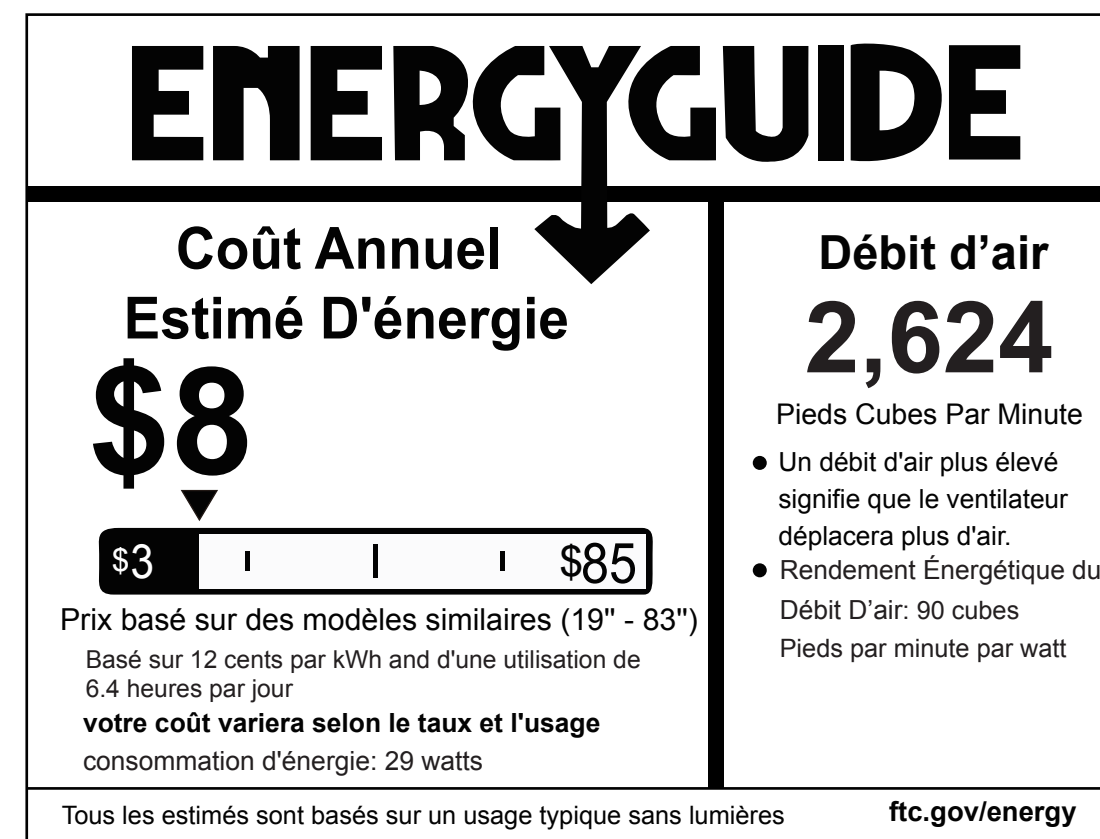 ENERGYGUIDE
Coût Annuel
Estimé D'énergie
$8
$3
$85
Prix basé sur des modèles similaires (19" - 83")
Basé sur 12 cents par kWh and d'une utilisation de
6.4 heures par jour
votre coût variera selon le taux et l'usage
consommation d'énergie: 29 watts
Débit d’air
2,624
Pieds Cubes Par Minute
● Un débit d'air plus élevé
signifie que le ventilateur
déplacera plus d'air.
● Rendement Énergétique du
Débit D’air: 90 cubes
Pieds par minute par watt
Tous les estimés sont basés sur un usage typique sans lumières
ftc.gov/energy